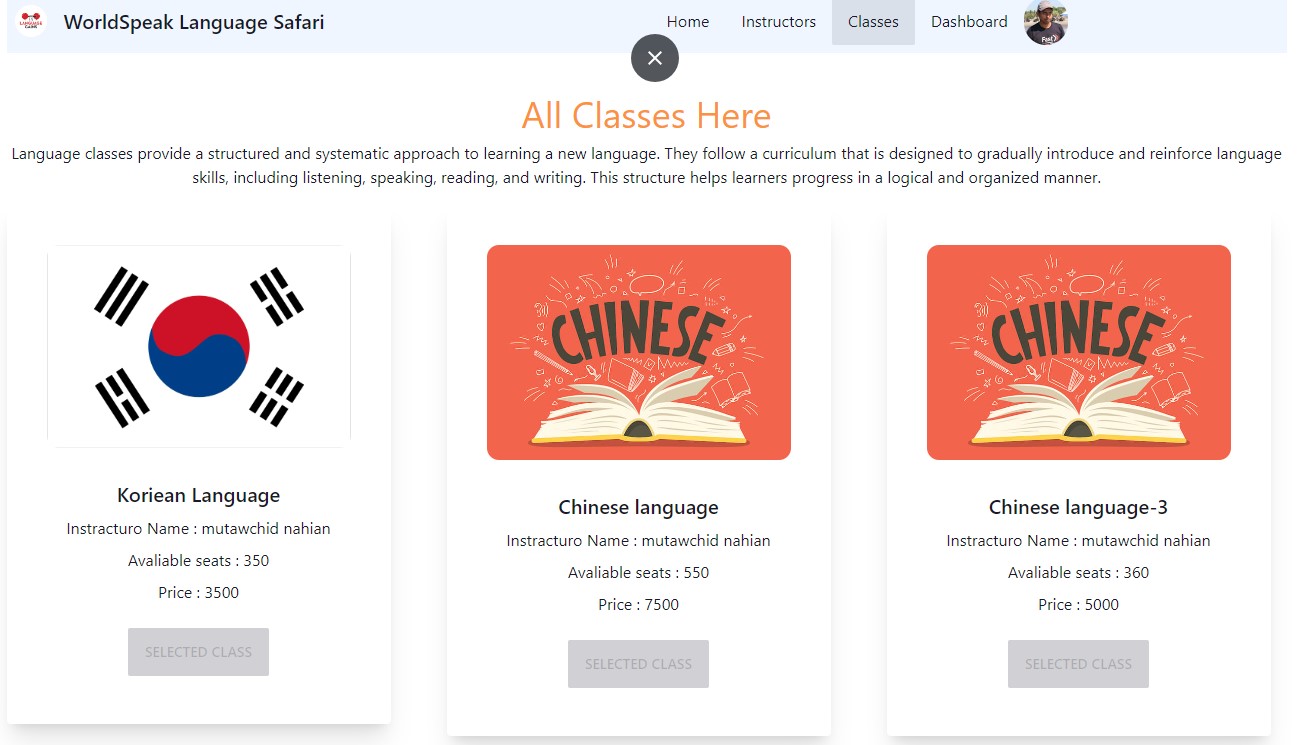 LANGUAGE
GAINS
WorldSpeak Language Safari
Home
Instructors
Classes
Dashboard
All Classes Here
Language classes provide a structured and systematic approach to learning a new language. They follow a curriculum that is designed to gradually introduce and reinforce language
skills, including listening, speaking, reading, and writing. This structure helps learners progress in a logical and organized manner.
Koriean Language
Instracturo Name : mutawchid nahian
Avaliable seats : 350
Price : 3500
SELECTED CLASS
CHINESE
Chinese language
Instracturo Name : mutawchid nahian
Avaliable seats : 550
Price : 7500
SELECTED CLASS
CHINESE
Chinese language-3
Instracturo Name : mutawchid nahian
Avaliable seats : 360
Price : 5000
SELECTED CLASS